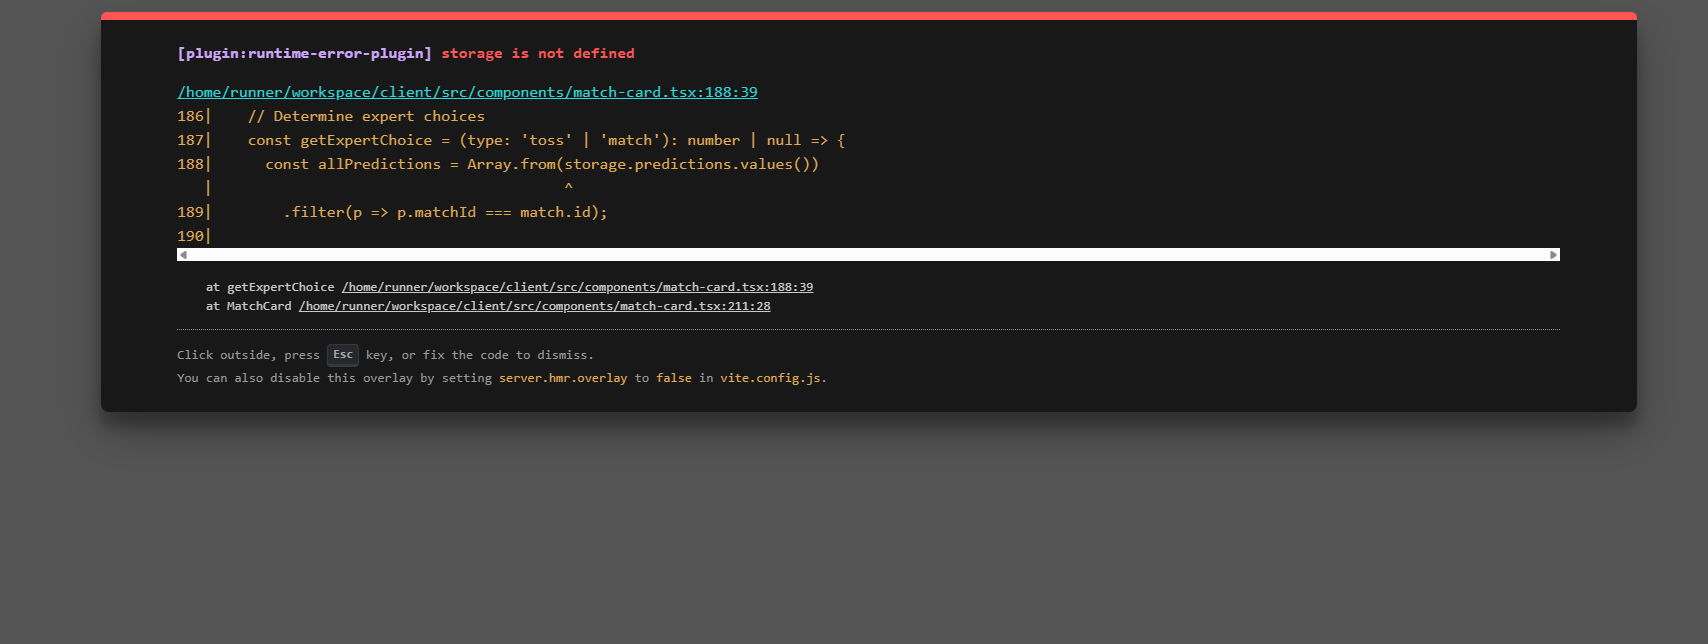 [plugin:runtime-error-plugin] storage is not defined
/home/runner/workspace/client/src/components/match-card.tsx:188:39
186|    // Determine expert choices
187|    const getExpertChoice = (type: 'toss' | 'match'): number | null => {
188|      const allPredictions = Array.from(storage.predictions.values())
   |                                        ^
189|        .filter(p => p.matchId === match.id);
190|
at getExpertChoice /home/runner/workspace/client/src/components/match-card.tsx:188:39
at MatchCard /home/runner/workspace/client/src/components/match-card.tsx:211:28
Click outside, press Esc key, or fix the code to dismiss.
You can also disable this overlay by setting server.hmr.overlay to false in vite.config.js.